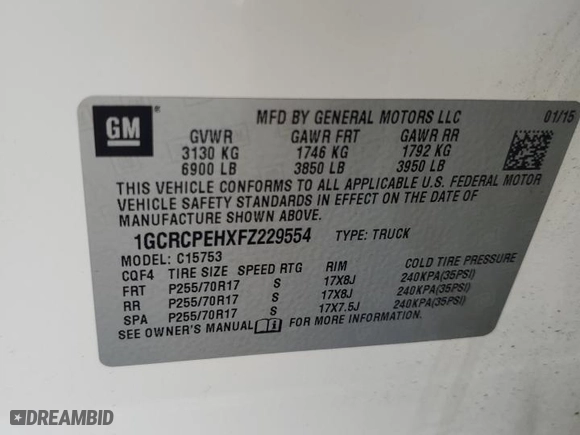 GM ®
MFD BY GENERAL MOTORS LLC 01/15
GVWR GAWR FRT GAWR RR
3130 KG 1746 KG 1792 KG
6900 LB 3850 LB 3950 LB
THIS VEHICLE CONFORMS TO ALL APPLICABLE U.S. FEDERAL MOTOR
VEHICLE SAFETY STANDARDS IN EFFECT ON THE DATE OF
MANUFACTURE SHOWN ABOVE.
1GCRCPEHXFZ229554 TYPE: TRUCK
MODEL: C15753
CQF4 TIRE SIZE SPEED RTG RIM COLD TIRE PRESSURE
FRT P255/70R17 S 17X8J 240KPA(35PSI)
RR P255/70R17 S 17X8J 240KPA(35PSI)
SPA P255/70R17 S 17X7.5J 240KPA(35PSI)
SEE OWNER'S MANUAL i FOR MORE INFORMATION.
DREAMBID